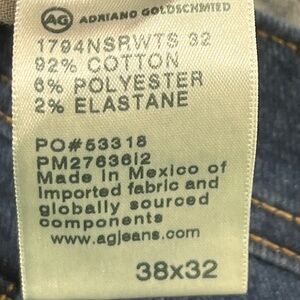 AG ADRIANO GOLDSCHMIED
1794NSRWTS 32
92% COTTON
6% POLYESTER
2% ELASTANE
PO#53318
PM2763612
Made in Mexico of
Imported fabric and
globally sourced
components
www.agjeans.com
38x32